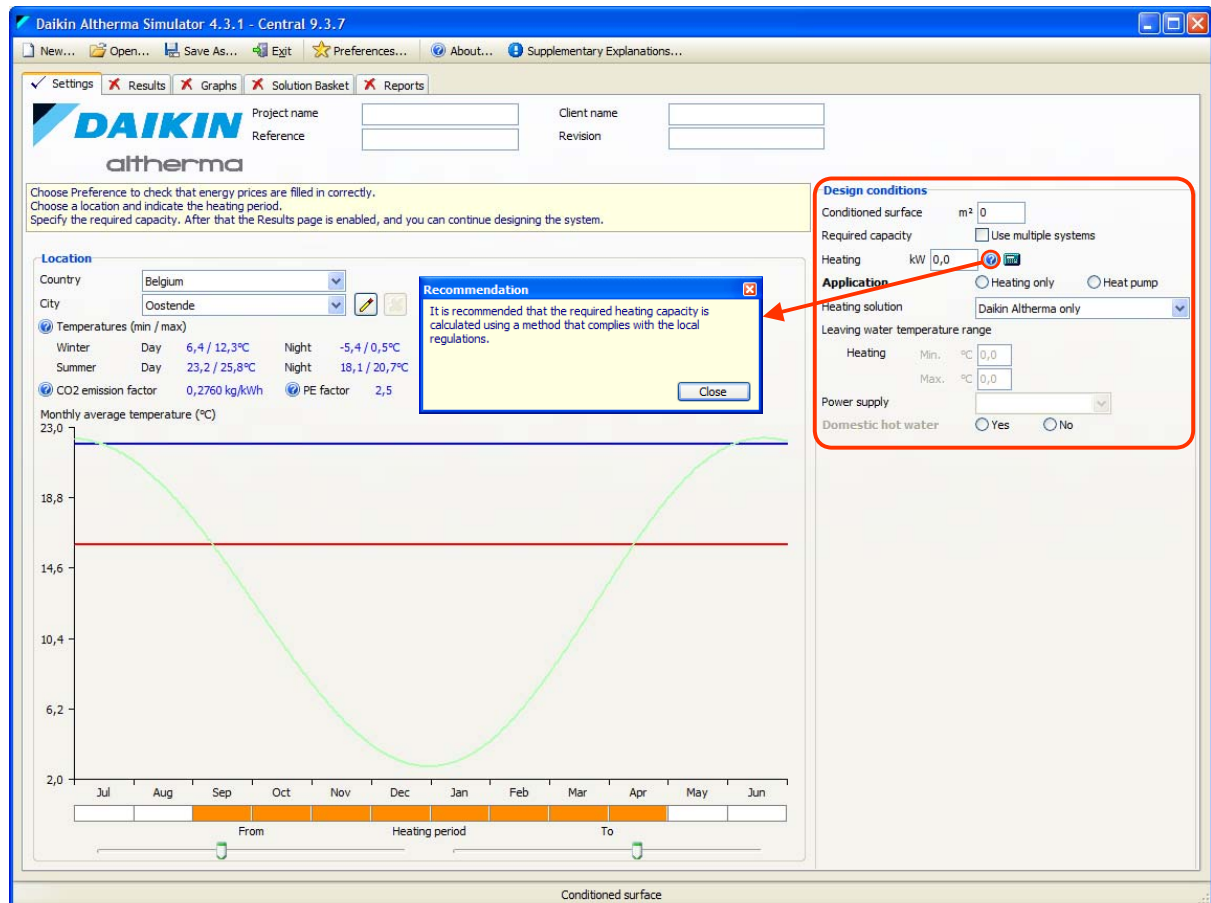 Daikin Altherma Simulator 4.3.1 - Central 9.3.7
New... Open... Save As... Exit Preferences... About... Supplementary Explanations...
Settings Results Graphs Solution Basket Reports
DAIKIN
altherma
Project name Client name
Reference Revision
Choose Preference to check that energy prices are filled in correctly.
Choose a location and indicate the heating period.
Specify the required capacity. After that the Results page is enabled, and you can continue designing the system.
Location
Country Belgium
City Oostende
Temperatures (min / max)
Winter Day 6,4 / 12,3°C Night -5,4 / 0,5°C
Summer Day 23,2 / 25,8°C Night 18,1 / 20,7°C
CO2 emission factor 0,2760 kg/kWh PE factor 2,5
Monthly average temperature (°C)
23,0
18,8
14,6
10,4
6,2
2,0
Jul Aug Sep Oct Nov Dec Jan Feb Mar Apr May Jun
From Heating period To
Recommendation
It is recommended that the required heating capacity is
calculated using a method that complies with the local
regulations.
Close
Design conditions
Conditioned surface m² 0
Required capacity Use multiple systems
Heating kW 0,0
Application Heating only Heat pump
Heating solution Daikin Altherma only
Leaving water temperature range
Heating Min. °C 0,0
Max. °C 0,0
Power supply
Domestic hot water Yes No
Conditioned surface